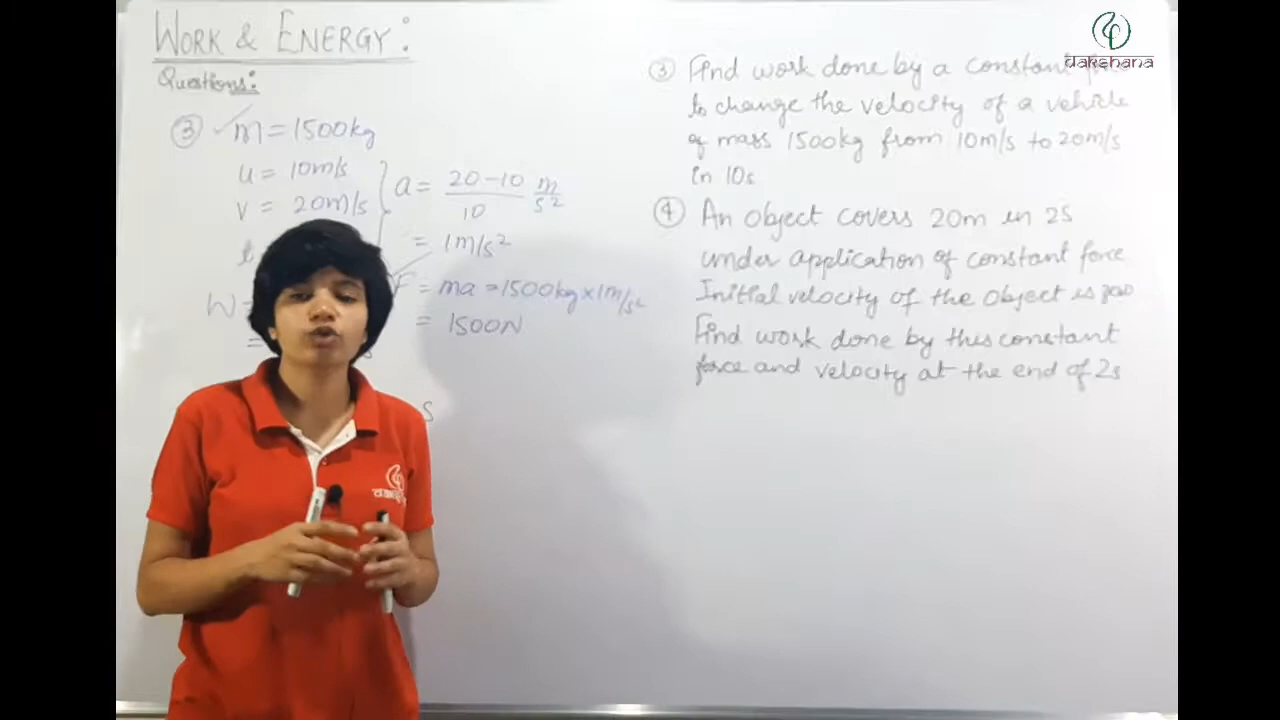 WORK & ENERGY:
Questions:
③ m = 1500kg
u = 10m/s
v = 20m/s
t
a = 20-10 / 10 m/s²
= 1m/s²
F = ma = 1500kg × 1m/s²
= 1500N
W =
=
s
s
dakshana
③ Find work done by a constant force
to change the velocity of a vehicle
of mass 1500kg from 10m/s to 20m/s
in 10s
④ An Object covers 20m in 2s
under application of constant force
Initial velocity of the object is zero
Find work done by this constant
force and velocity at the end of 2s